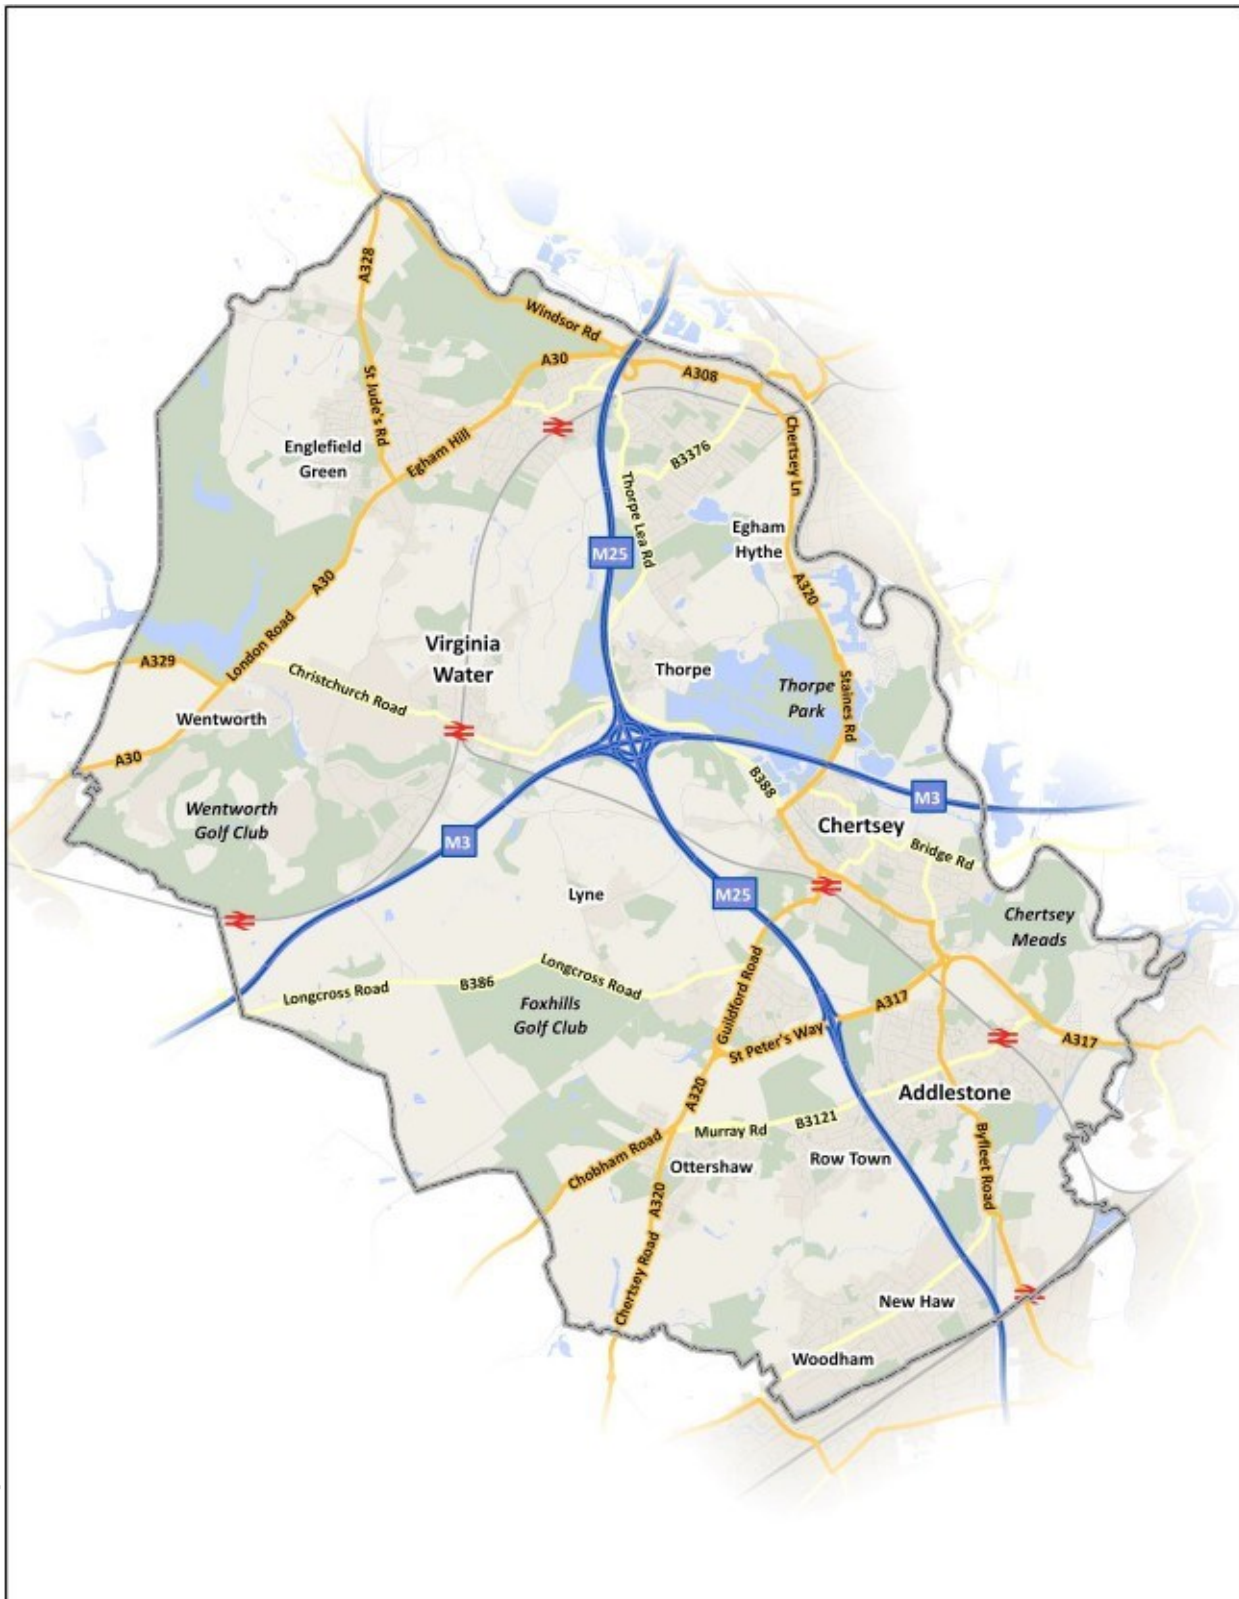 A328
Windsor Rd
A30
A308
St Jude's Rd
Chertsey Ln
Englefield
Green
Egham Hill
B3376
Thorpe Lea Rd
Egham
Hythe
M25
A30
A320
London Road
Virginia
Water
A329
Christchurch Road
Thorpe
Thorpe
Park
Staines Rd
Wentworth
A30
B388
M3
Wentworth
Golf Club
Chertsey
M3
Bridge Rd
Lyne
M25
Chertsey
Meads
Longcross Road
B386
Longcross Road
Guildford Road
Foxhills
Golf Club
A317
St Peter's Way
A317
A320
Addlestone
Murray Rd
B3121
Byfleet Road
Chobham Road
Ottershaw
Row Town
A320
Chertsey Road
New Haw
Woodham